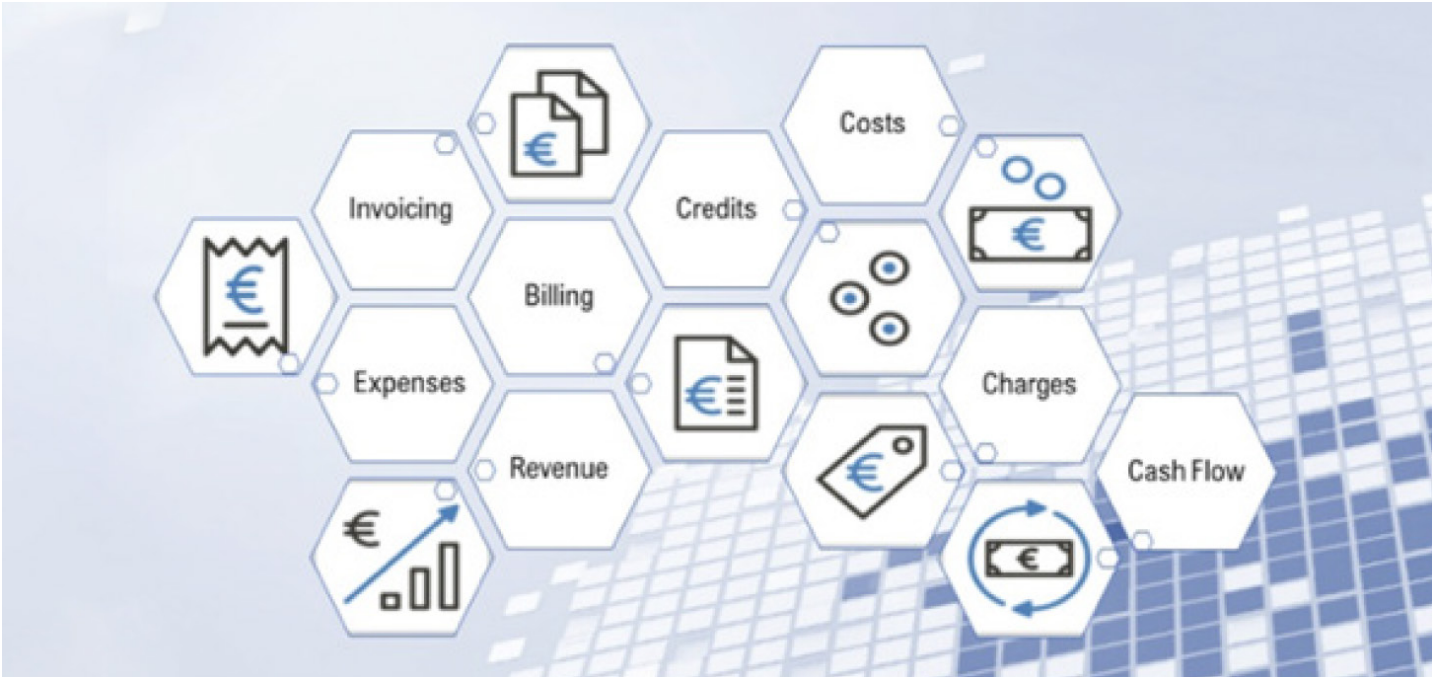 Costs
Invoicing
Credits
Billing
Expenses
Charges
Revenue
Cash Flow
€
€
€
€
€
€
€